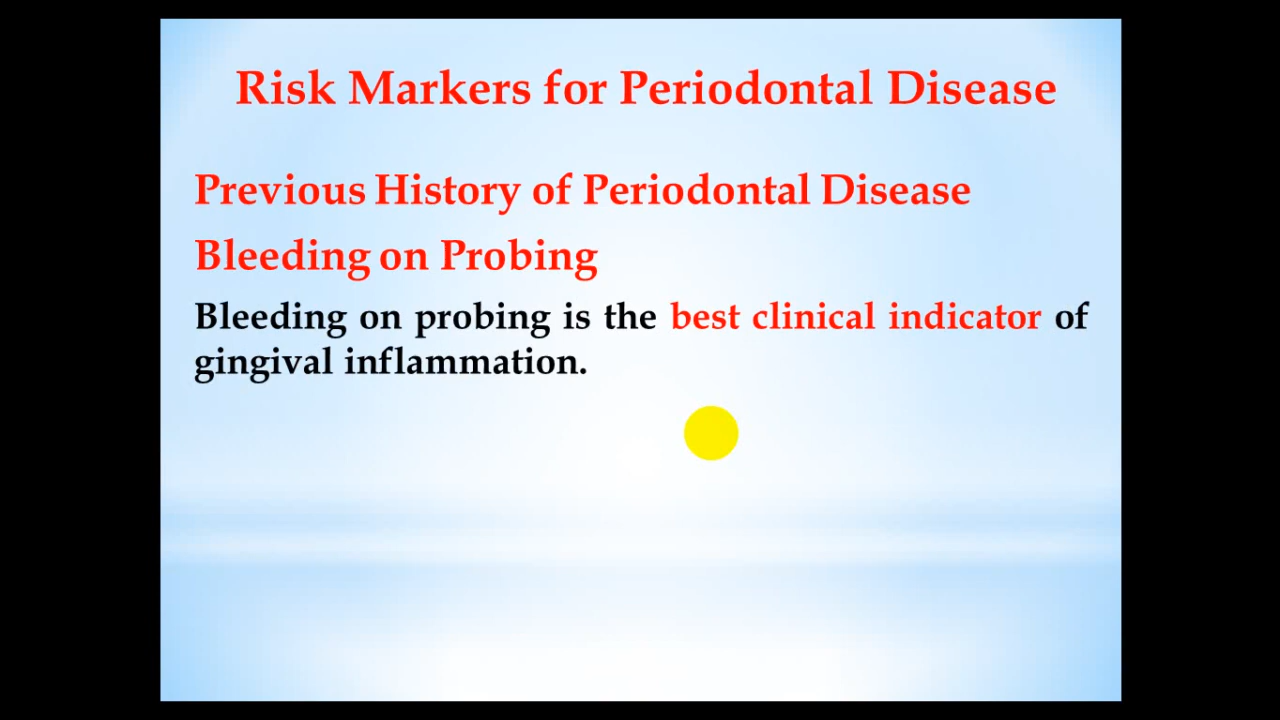 Risk Markers for Periodontal Disease
Previous History of Periodontal Disease
Bleeding on Probing
Bleeding on probing is the best clinical indicator of
gingival inflammation.